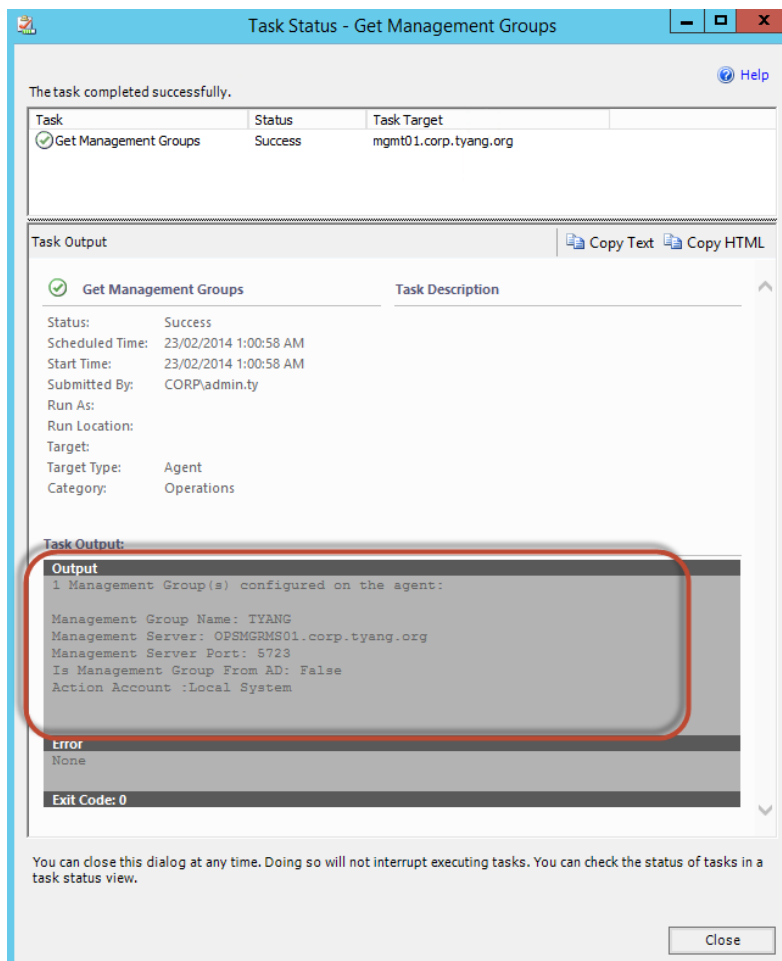 Task Status - Get Management Groups
Help
The task completed successfully.
Task Status Task Target
Get Management Groups Success mgmt01.corp.tyang.org
Task Output Copy Text Copy HTML
Get Management Groups Task Description
Status: Success
Scheduled Time: 23/02/2014 1:00:58 AM
Start Time: 23/02/2014 1:00:58 AM
Submitted By: CORP\admin.ty
Run As:
Run Location:
Target:
Target Type: Agent
Category: Operations
Task Output:
Output
1 Management Group(s) configured on the agent:
Management Group Name: TYANG
Management Server: OPSMGRMS01.corp.tyang.org
Management Server Port: 5723
Is Management Group From AD: False
Action Account :Local System
Error
None
Exit Code: 0
You can close this dialog at any time. Doing so will not interrupt executing tasks. You can check the status of tasks in a
task status view.
Close